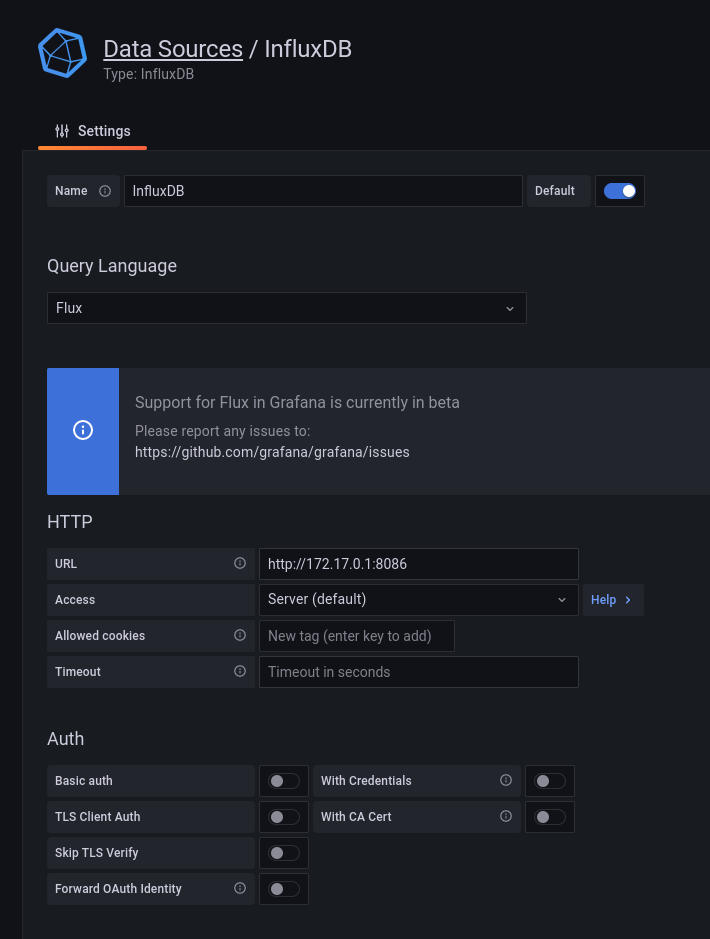 Data Sources / InfluxDB
Type: InfluxDB
Settings
Name InfluxDB Default
Query Language
Flux
Support for Flux in Grafana is currently in beta
Please report any issues to:
https://github.com/grafana/grafana/issues
HTTP
URL http://172.17.0.1:8086
Access Server (default) Help
Allowed cookies New tag (enter key to add)
Timeout Timeout in seconds
Auth
Basic auth With Credentials
TLS Client Auth With CA Cert
Skip TLS Verify
Forward OAuth Identity